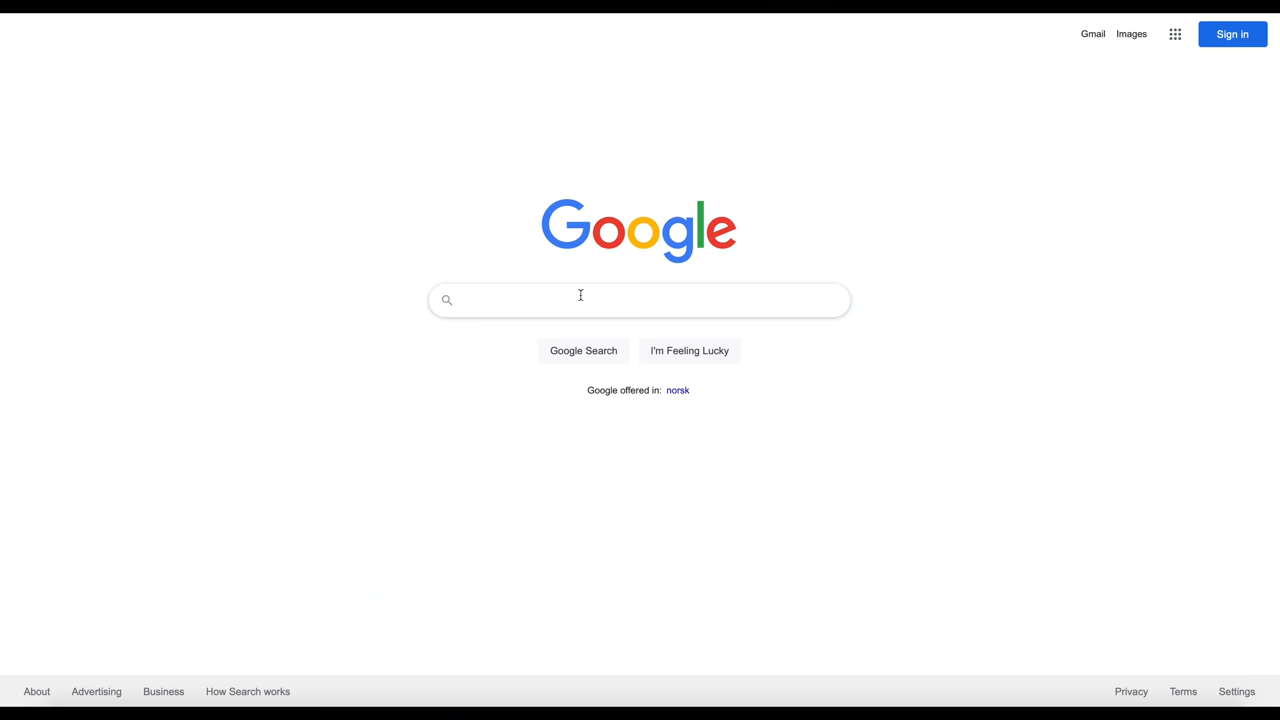 Gmail Images Sign in
Google
Google Search I'm Feeling Lucky
Google offered in: norsk
About Advertising Business How Search works Privacy Terms Settings